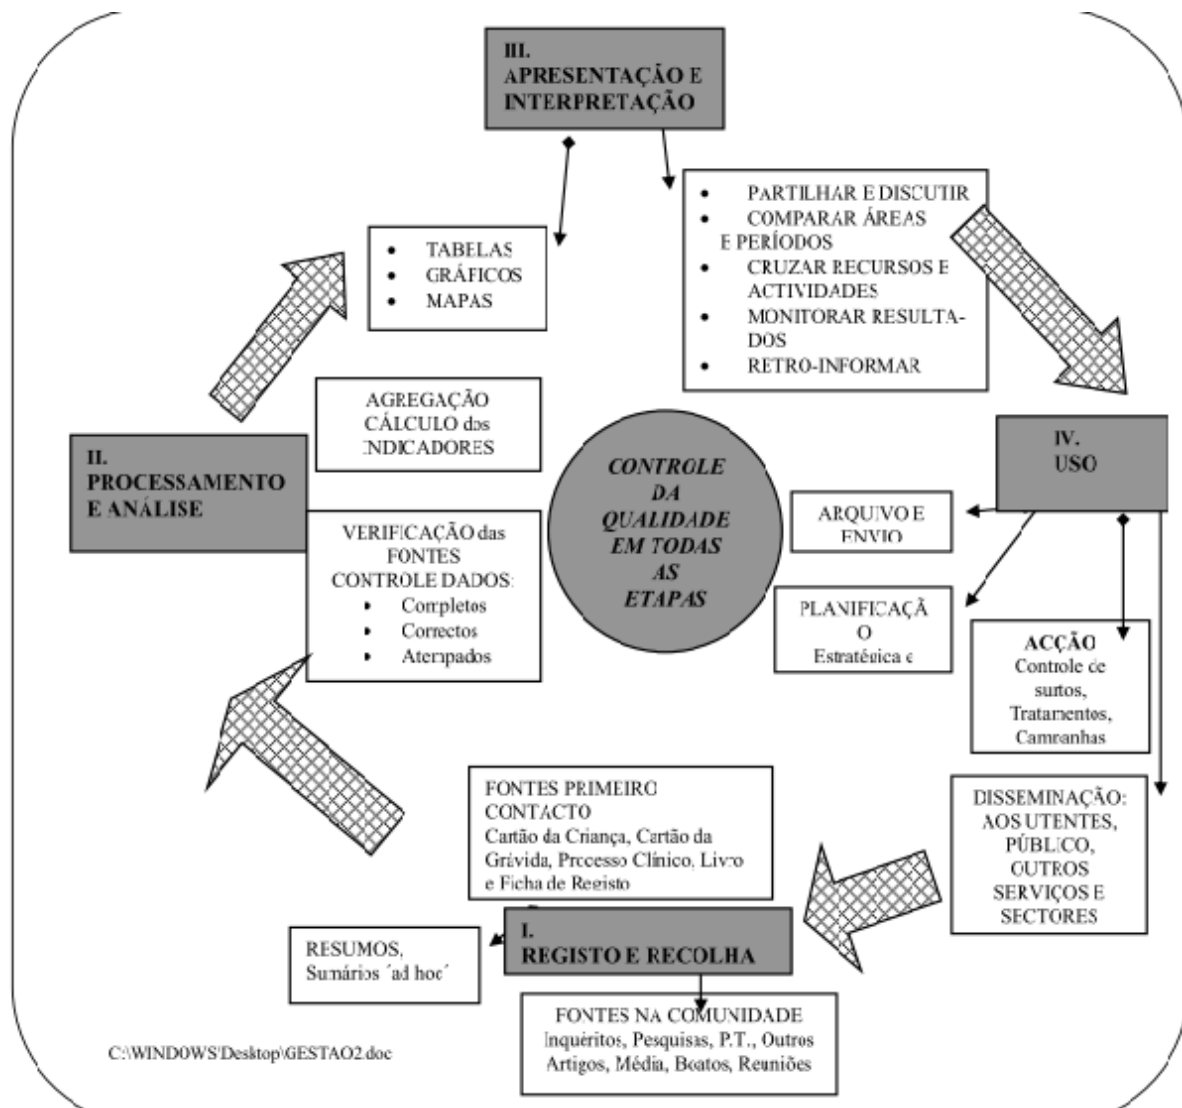 III.
APRESENTAÇÃO E
INTERPRETAÇÃO
• PARTILHAR E DISCUTIR
• COMPARAR ÁREAS
E PERÍODOS
• CRUZAR RECURSOS E
ACTIVIDADES
• MONITORAR RESULTA-
DOS
• RETRO-INFORMAR
• TABELAS
• GRÁFICOS
• MAPAS
AGREGAÇÃO
CÁLCULO dos
INDICADORES
II.
PROCESSAMENTO
E ANÁLISE
VERIFICAÇÃO das
FONTES
CONTROLE DADOS:
• Completos
• Correctos
• Atempados
CONTROLE
DA
QUALIDADE
EM TODAS
AS
ETAPAS
IV.
USO
ARQUIVO E
ENVIO
PLANIFICAÇÃ
O
Estratégica e
ACÇÃO
Controle de
surtos,
Tratamentos,
Campanhas
DISSEMINAÇÃO:
AOS UTENTES,
PÚBLICO,
OUTROS
SERVIÇOS E
SECTORES
FONTES PRIMEIRO
CONTACTO
Cartão da Criança, Cartão da
Grávida, Processo Clínico, Livro
e Ficha de Registo
I.
REGISTO E RECOLHA
RESUMOS,
Sumários ´ad hoc´
FONTES NA COMUNIDADE
Inquéritos, Pesquisas, P.T., Outros
Artigos, Média, Boatos, Reuniões
C:\WINDOWS\Desktop\GESTAO2.doc